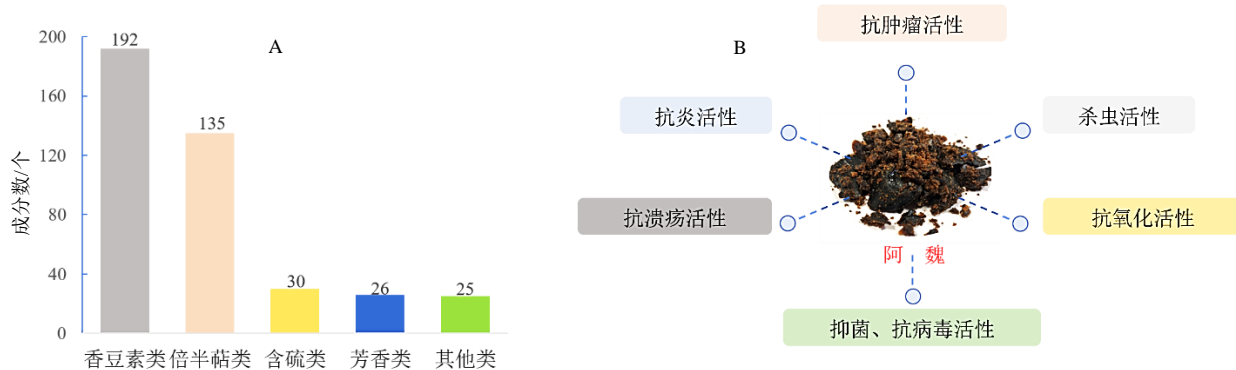 A
成分数/个
200
160
120
80
40
0
192
135
30
26
25
香豆素类
倍半萜类
含硫类
芳香类
其他类
B
抗肿瘤活性
抗炎活性
杀虫活性
抗溃疡活性
抗氧化活性
阿 魏
抑菌、抗病毒活性